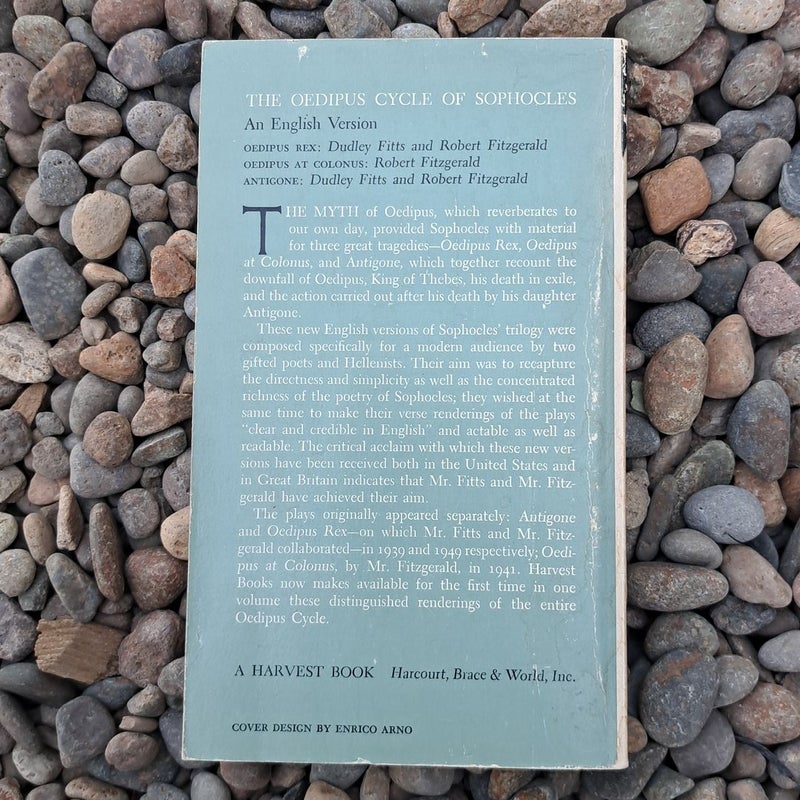 THE OEDIPUS CYCLE OF SOPHOCLES
An English Version
OEDIPUS REX: Dudley Fitts and Robert Fitzgerald
OEDIPUS AT COLONUS: Robert Fitzgerald
ANTIGONE: Dudley Fitts and Robert Fitzgerald
THE MYTH of Oedipus, which reverberates to
our own day, provided Sophocles with material
for three great tragedies—Oedipus Rex, Oedipus
at Colonus, and Antigone, which together recount the
downfall of Oedipus, King of Thebes, his death in exile,
and the action carried out after his death by his daughter
Antigone.
These new English versions of Sophocles' trilogy were
composed specifically for a modern audience by two
gifted poets and Hellenists. Their aim was to recapture
the directness and simplicity as well as the concentrated
richness of the poetry of Sophocles; they wished at the
same time to make their verse renderings of the plays
"clear and credible in English" and actable as well as
readable. The critical acclaim with which these new ver-
sions have been received both in the United States and
in Great Britain indicates that Mr. Fitts and Mr. Fitz-
gerald have achieved their aim.
The plays originally appeared separately: Antigone
and Oedipus Rex—on which Mr. Fitts and Mr. Fitz-
gerald collaborated—in 1939 and 1949 respectively; Oedi-
pus at Colonus, by Mr. Fitzgerald, in 1941. Harvest
Books now makes available for the first time in one
volume these distinguished renderings of the entire
Oedipus Cycle.
A HARVEST BOOK Harcourt, Brace & World, Inc.
COVER DESIGN BY ENRICO ARNO